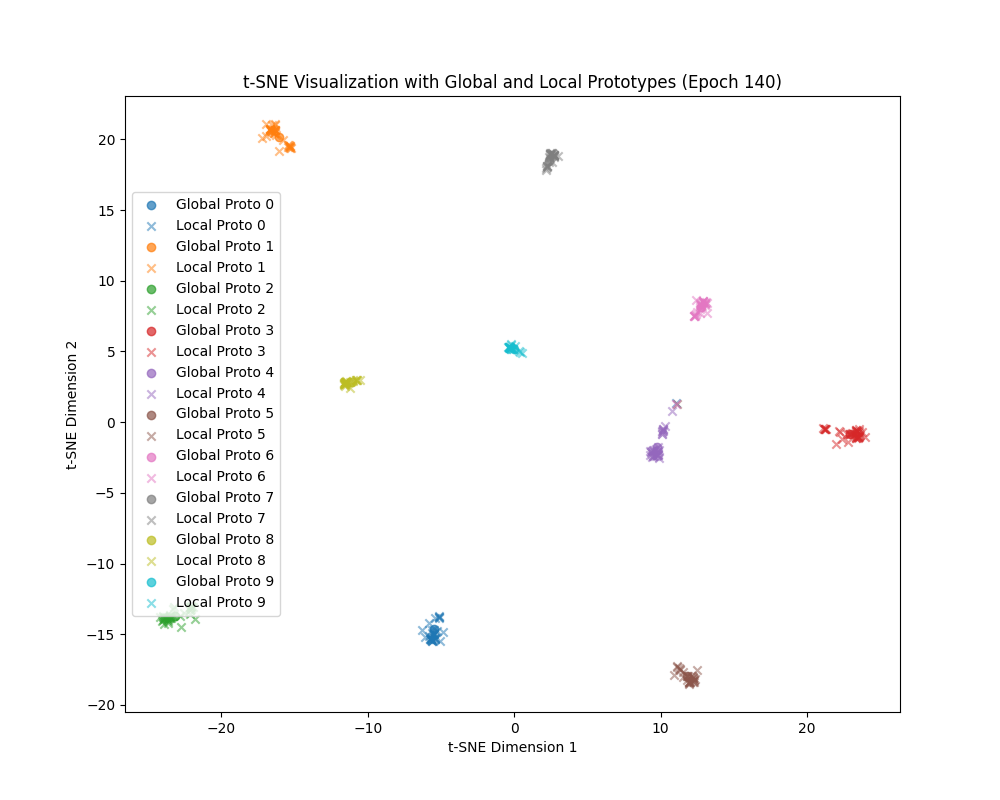 t-SNE Visualization with Global and Local Prototypes (Epoch 140)
20
15
10
5
0
−5
−10
−15
−20
t-SNE Dimension 2
Global Proto 0
Local Proto 0
Global Proto 1
Local Proto 1
Global Proto 2
Local Proto 2
Global Proto 3
Local Proto 3
Global Proto 4
Local Proto 4
Global Proto 5
Local Proto 5
Global Proto 6
Local Proto 6
Global Proto 7
Local Proto 7
Global Proto 8
Local Proto 8
Global Proto 9
Local Proto 9
−20 −10 0 10 20
t-SNE Dimension 1